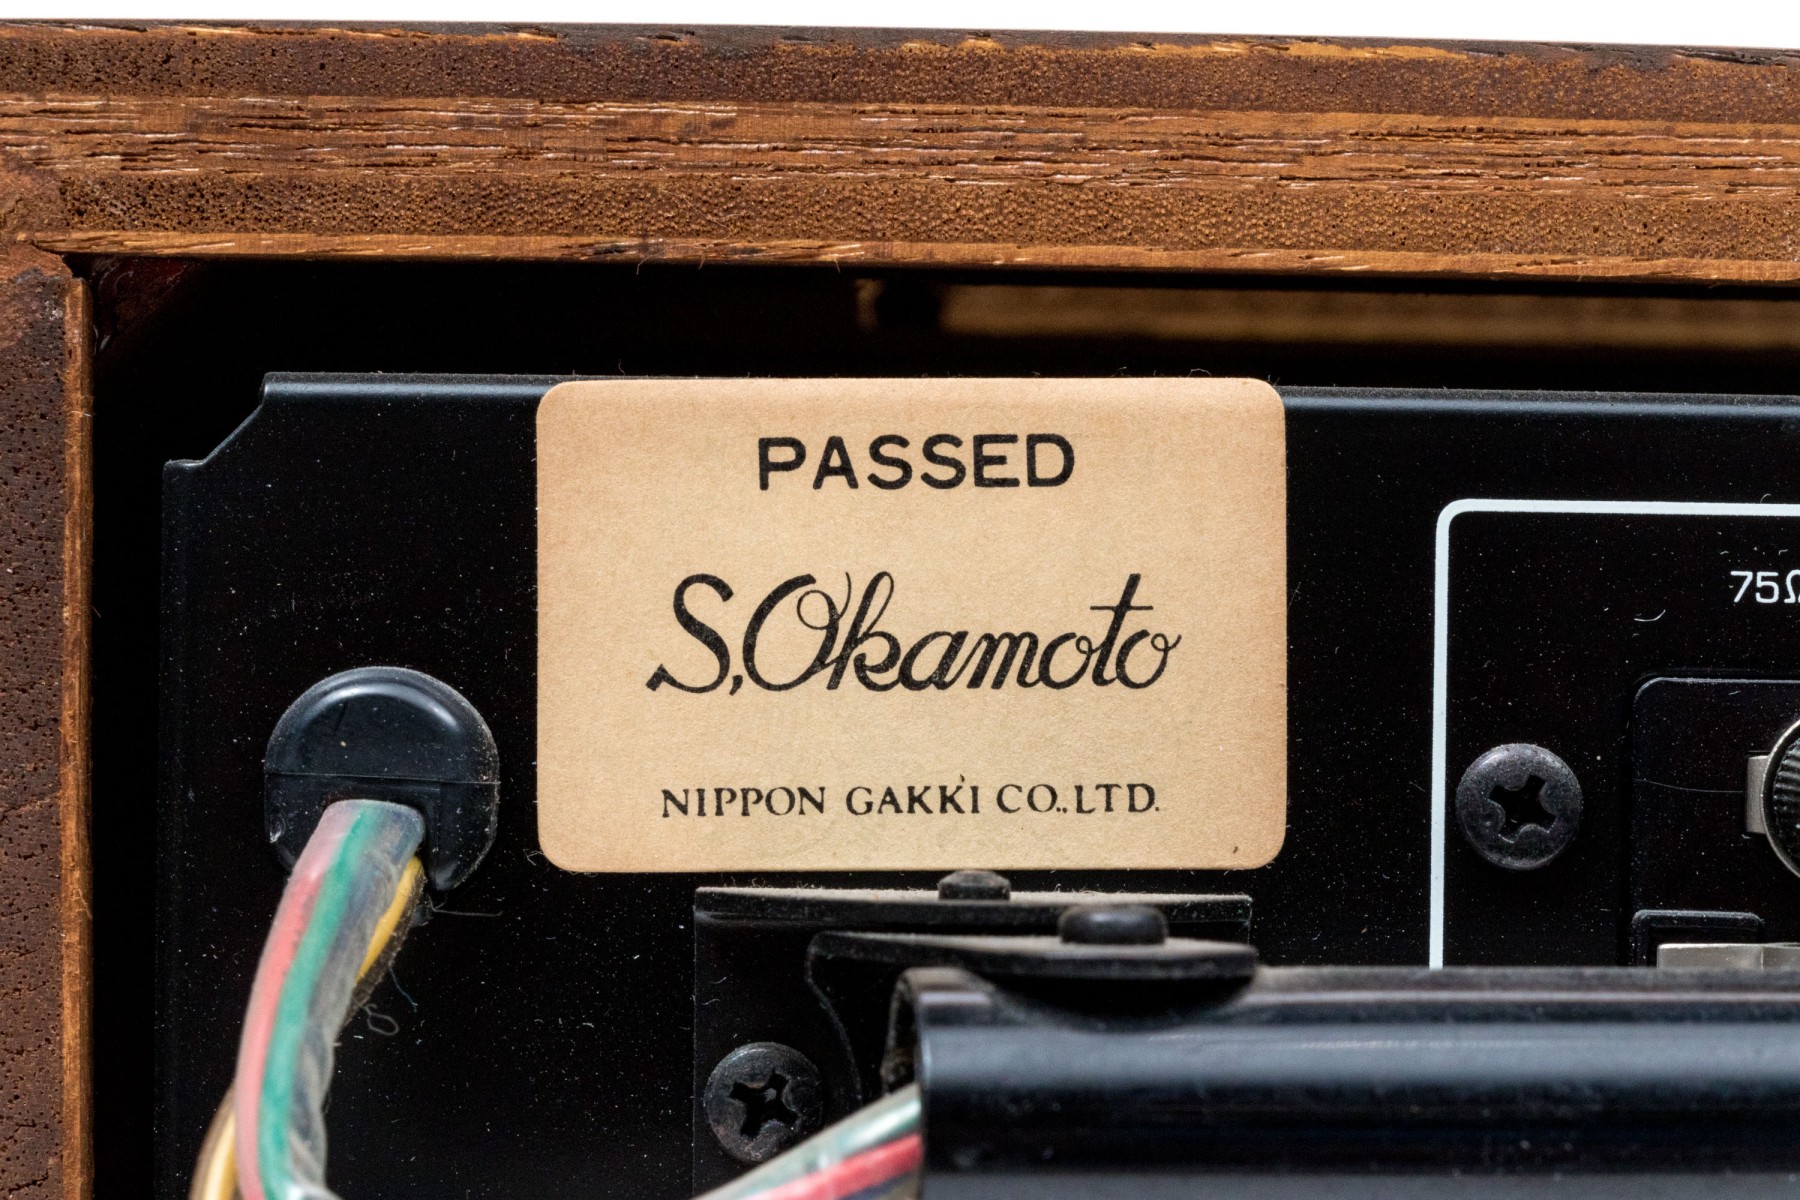 PASSED
S. Okamoto
NIPPON GAKKI CO., LTD.
75Ω